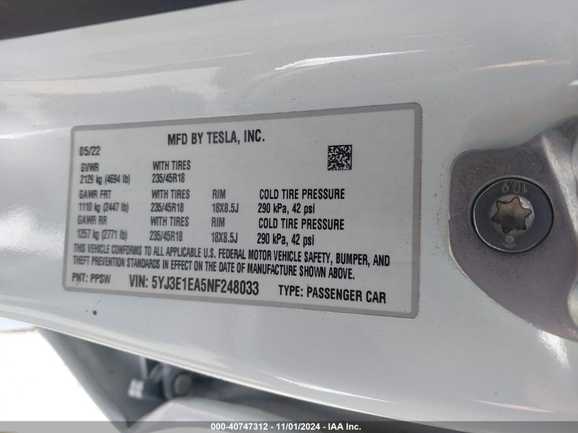 MFD BY TESLA, INC.
05/22
GVWR WITH TIRES
2129 kg (4694 lb) 235/45R18
GAWR FRT WITH TIRES RIM COLD TIRE PRESSURE
1110 kg (2447 lb) 235/45R18 18X8.5J 290 kPa, 42 psi
GAWR RR WITH TIRES RIM COLD TIRE PRESSURE
1257 kg (2771 lb) 235/45R18 18X8.5J 290 kPa, 42 psi
THIS VEHICLE CONFORMS TO ALL APPLICABLE U.S. FEDERAL MOTOR VEHICLE SAFETY, BUMPER, AND
THEFT PREVENTION STANDARDS IN EFFECT ON THE DATE OF MANUFACTURE SHOWN ABOVE.
PNT: PPSW VIN: 5YJ3E1EA5NF248033 TYPE: PASSENGER CAR
000-40747312 - 11/01/2024 - IAA Inc.